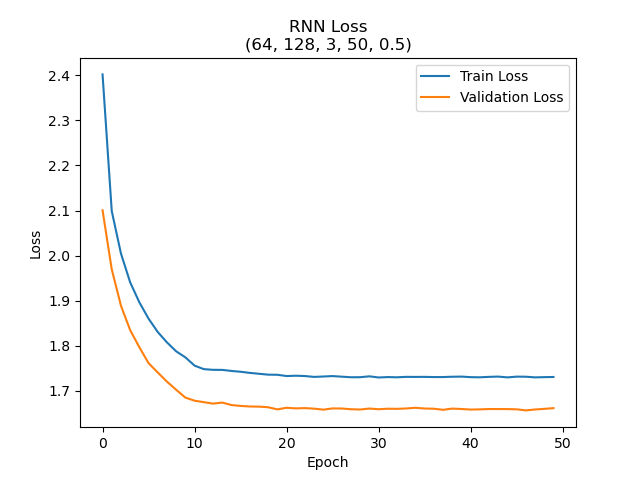 RNN Loss
(64, 128, 3, 50, 0.5)
Train Loss
Validation Loss
2.4
2.3
2.2
2.1
2.0
1.9
1.8
1.7
Loss
0 10 20 30 40 50
Epoch